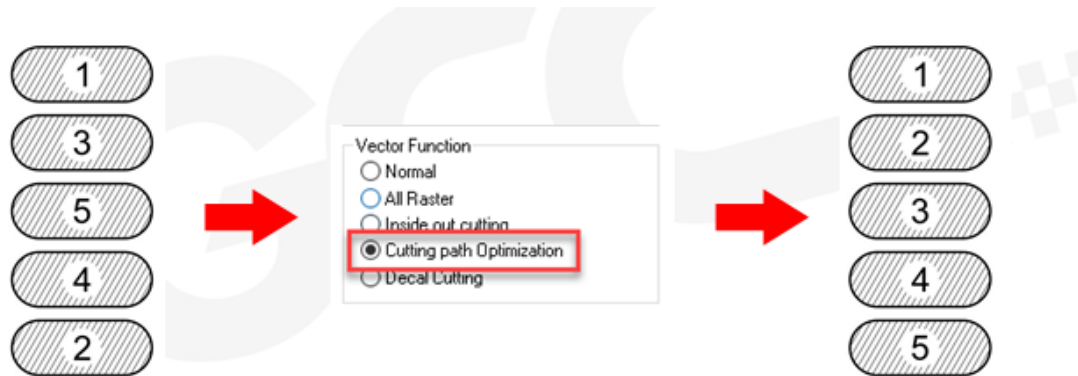 1
3
5
4
2
Vector Function
Normal
All Raster
Inside out cutting
Cutting path Optimization
Decal Cutting
1
2
3
4
5
GCC